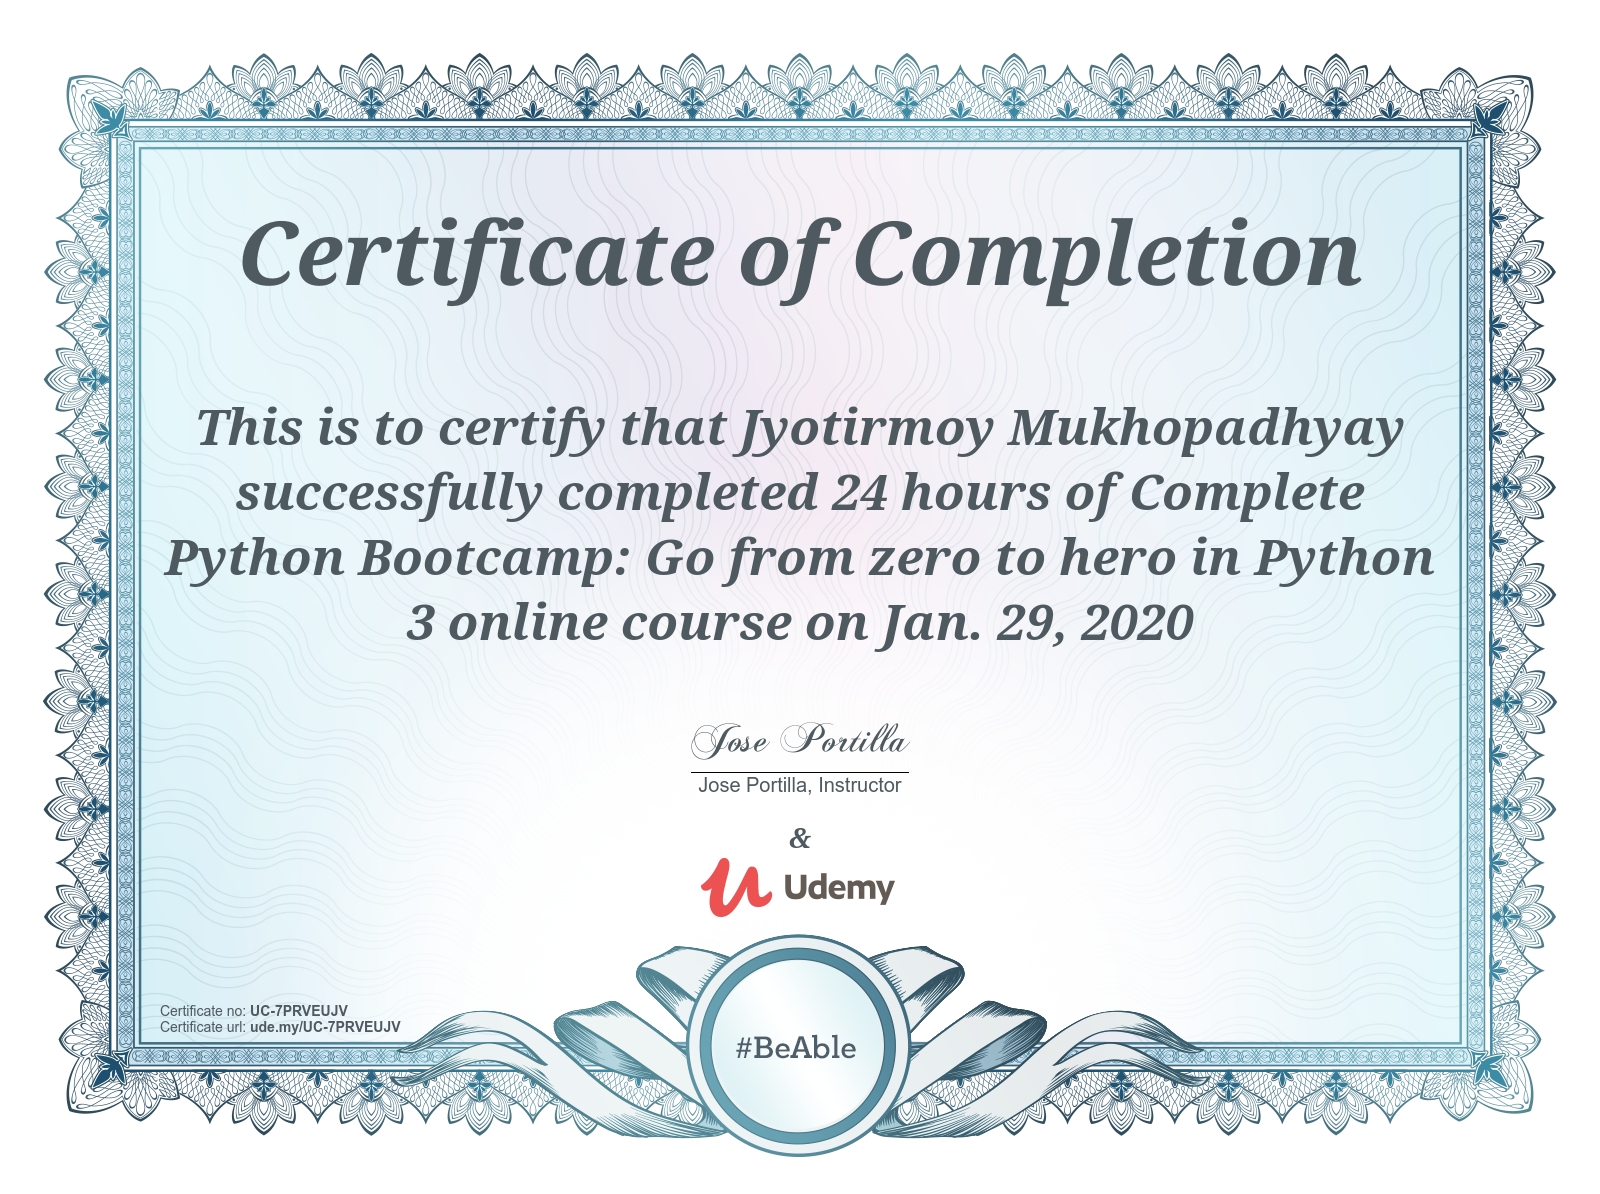 Certificate of Completion
This is to certify that Jyotirmoy Mukhopadhyay
successfully completed 24 hours of Complete
Python Bootcamp: Go from zero to hero in Python
3 online course on Jan. 29, 2020
Jose Portilla
Jose Portilla, Instructor
&
Udemy
Certificate no: UC-7PRVEUJV
Certificate url: ude.my/UC-7PRVEUJV
#BeAble